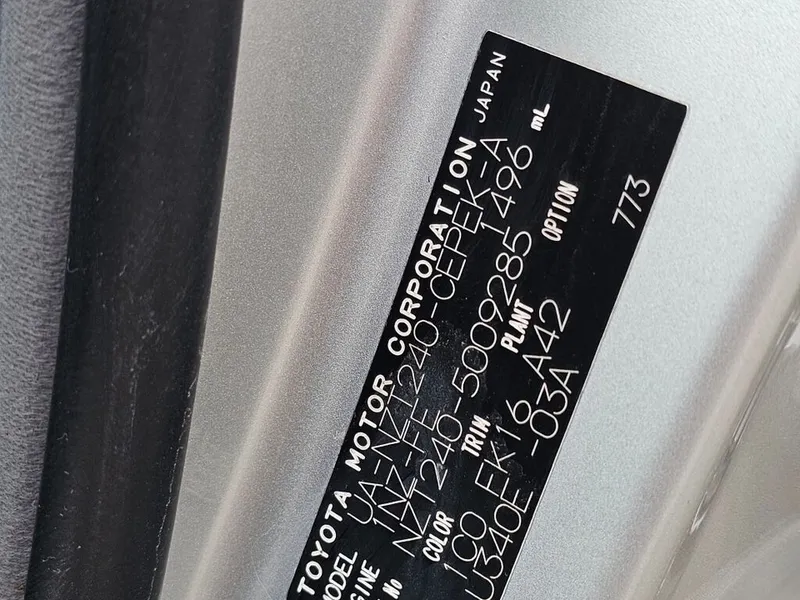 TOYOTA MOTOR CORPORATION JAPAN
MODEL UA-NZT240-CEPEK-A
ENGINE 1NZ-FE 1496 mL
No NZT240-5009285
COLOR TRIM PLANT OPTION
1C0 FK16 A42
U340E -03A
773